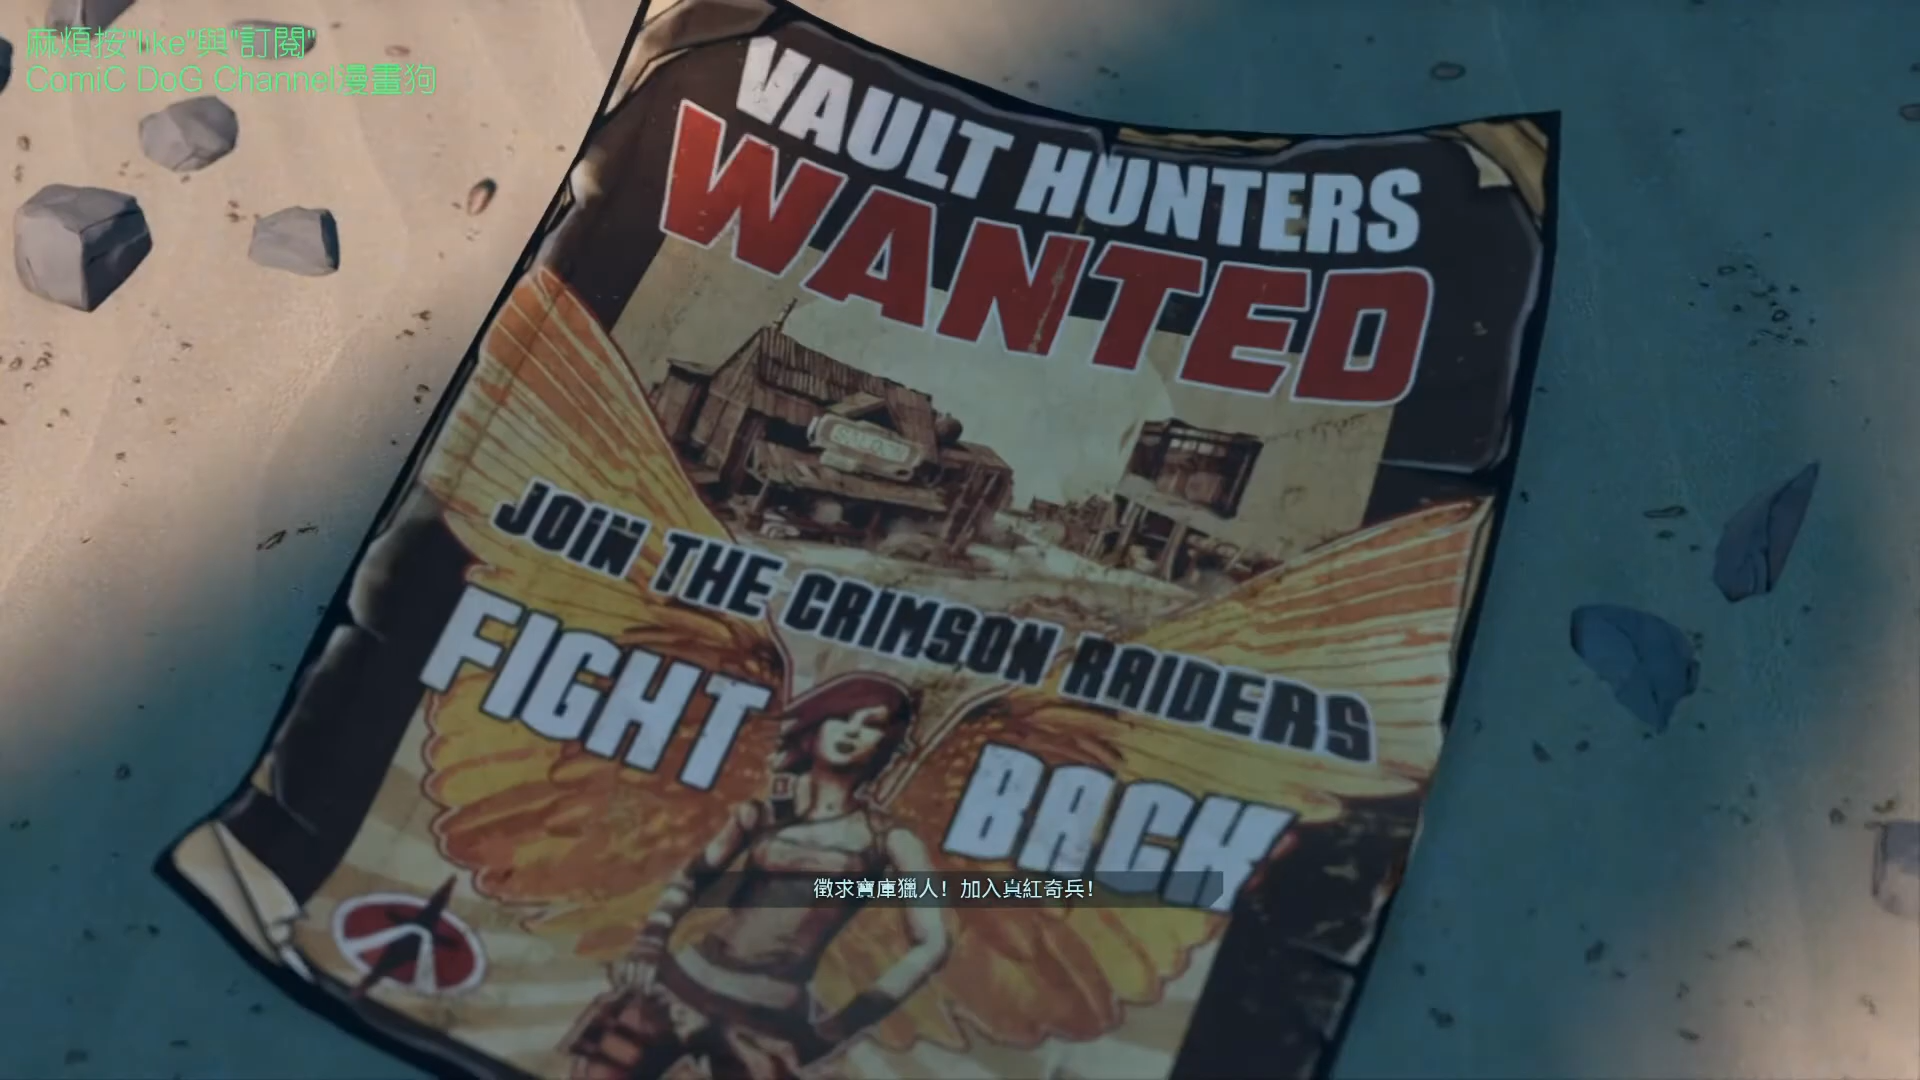 麻煩按"like"與"訂閱"
ComiC DoG Channel漫畫狗
VAULT HUNTERS
WANTED
SALOON
JOIN THE CRIMSON RAIDERS
FIGHT
BACK
徵求寶庫獵人！加入真紅奇兵！